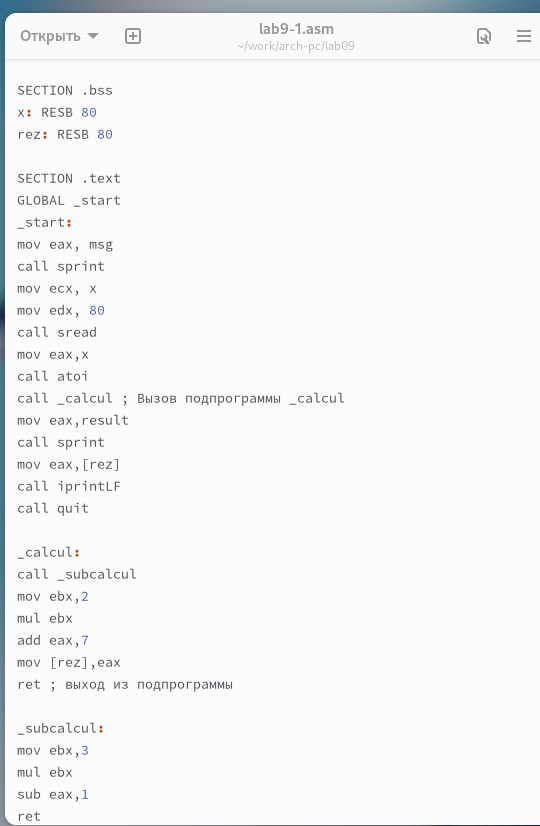 Открыть
lab9-1.asm
~/work/arch-pc/lab09
SECTION .bss
x: RESB 80
rez: RESB 80
SECTION .text
GLOBAL _start
_start:
mov eax, msg
call sprint
mov ecx, x
mov edx, 80
call sread
mov eax,x
call atoi
call _calcul ; Вызов подпрограммы _calcul
mov eax,result
call sprint
mov eax,[rez]
call iprintLF
call quit
_calcul:
call _subcalcul
mov ebx,2
mul ebx
add eax,7
mov [rez],eax
ret ; выход из подпрограммы
_subcalcul:
mov ebx,3
mul ebx
sub eax,1
ret